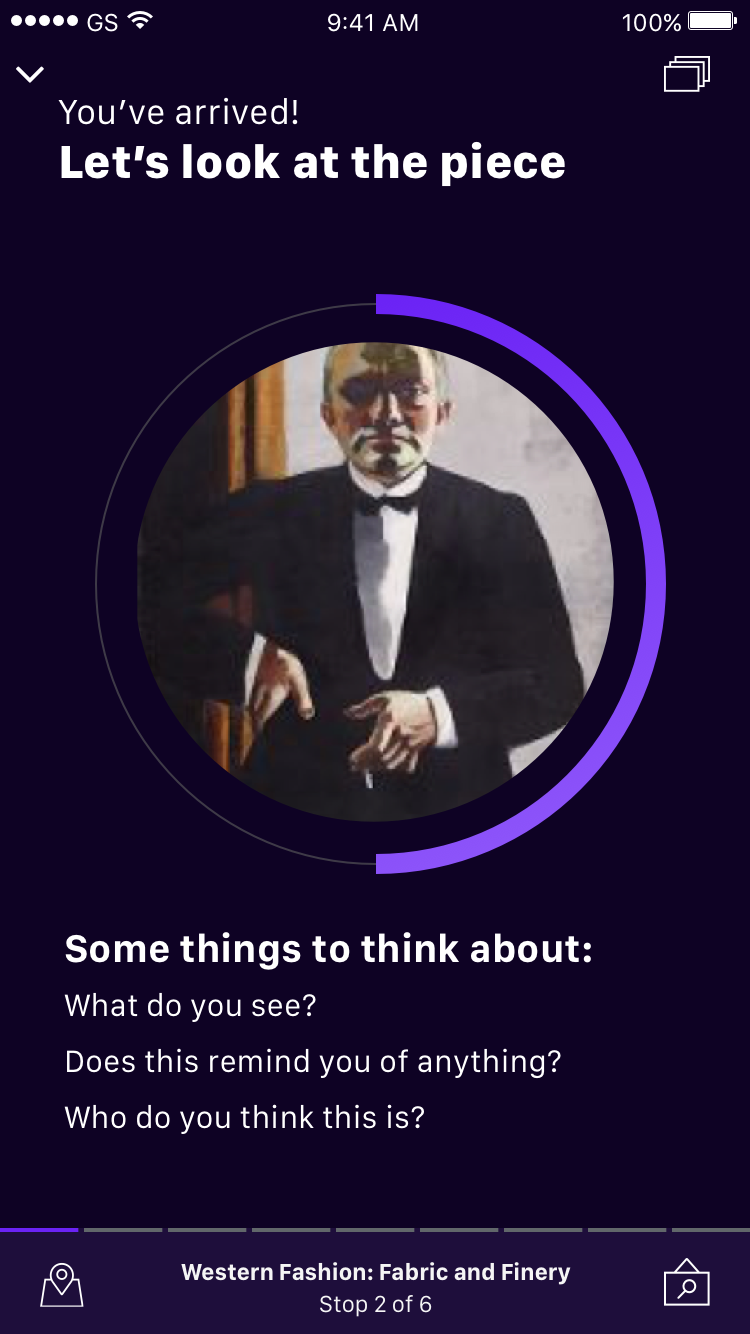 GS 9:41 AM 100%
You’ve arrived!
Let’s look at the piece
Some things to think about:
What do you see?
Does this remind you of anything?
Who do you think this is?
Western Fashion: Fabric and Finery
Stop 2 of 6